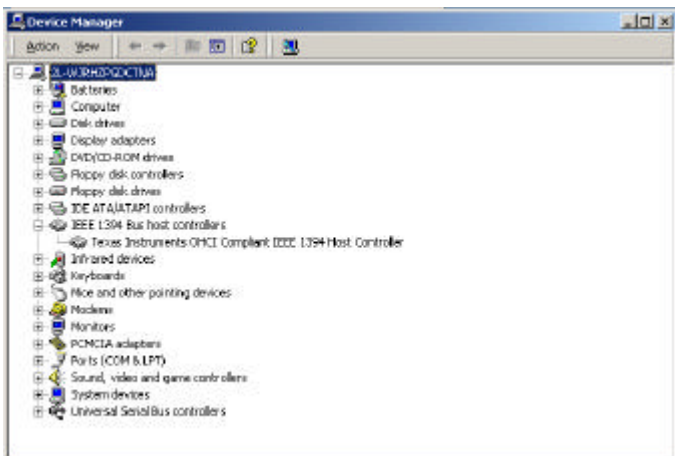 Device Manager
Action View
Batteries
Computer
Disk drives
Display adapters
DVD/CD-ROM drives
Floppy disk controllers
Floppy disk drives
IDE ATA/ATAPI controllers
IEEE 1394 Bus host controllers
Texas Instruments OHCI Compliant IEEE 1394 Host Controller
Infrared devices
Keyboards
Mice and other pointing devices
Modems
Monitors
PCMCIA adapters
Ports (COM & LPT)
Sound, video and game controllers
System devices
Universal Serial Bus controllers